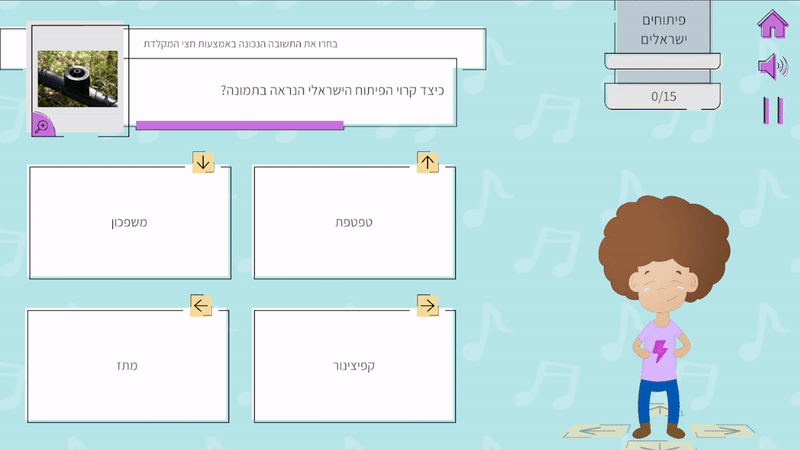 פיתוחים
ישראלים
0/15
בחרו את התשובה הנכונה באמצעות חצי המקלדת
כיצד קרוי הפיתוח הישראלי הנראה בתמונה?
טפטפת
משפכון
קפיצינור
מתז